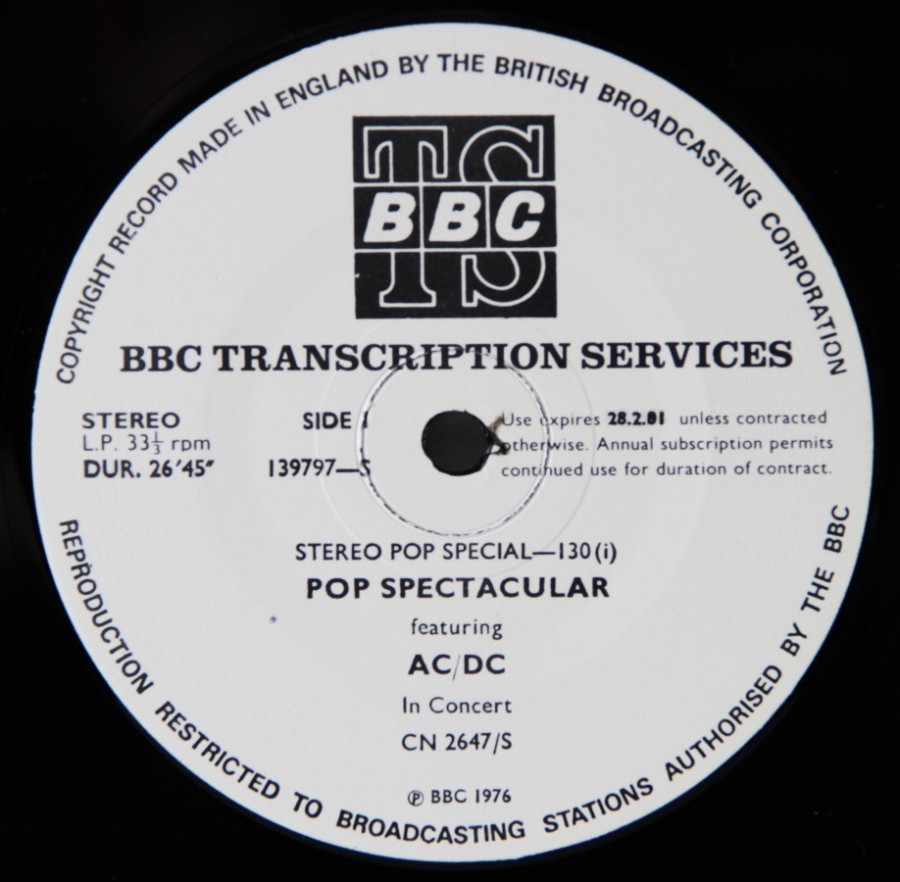 COPYRIGHT RECORD MADE IN ENGLAND BY THE BRITISH BROADCASTING CORPORATION
TS
BBC
TS
BBC TRANSCRIPTION SERVICES
STEREO
L.P. 33⅓ rpm
DUR. 26'45"
SIDE 1
139797—S
Use expires 28.2.81 unless contracted
otherwise. Annual subscription permits
continued use for duration of contract.
STEREO POP SPECIAL—130(i)
POP SPECTACULAR
featuring
AC/DC
In Concert
CN 2647/S
℗ BBC 1976
REPRODUCTION RESTRICTED TO BROADCASTING STATIONS AUTHORISED BY THE BBC